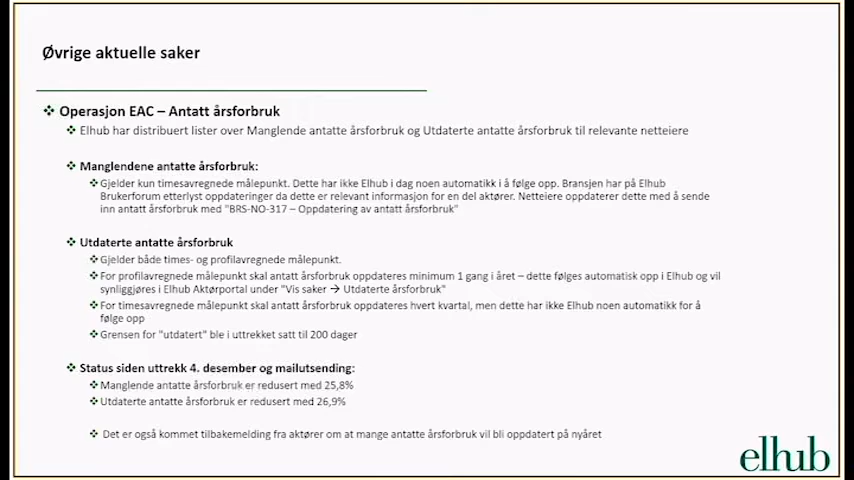 Øvrige aktuelle saker
❖ Operasjon EAC – Antatt årsforbruk
❖ Elhub har distribuert lister over Manglende antatte årsforbruk og Utdaterte antatte årsforbruk til relevante netteiere
❖ Manglendene antatte årsforbruk:
❖ Gjelder kun timesavregnede målepunkt. Dette har ikke Elhub i dag noen automatikk i å følge opp. Bransjen har på Elhub
Brukerforum etterlyst oppdateringer da dette er relevant informasjon for en del aktører. Netteiere oppdaterer dette med å sende
inn antatt årsforbruk med "BRS-NO-317 – Oppdatering av antatt årsforbruk"
❖ Utdaterte antatte årsforbruk
❖ Gjelder både times- og profilavregnede målepunkt.
❖ For profilavregnede målepunkt skal antatt årsforbruk oppdateres minimum 1 gang i året – dette følges automatisk opp i Elhub og vil
synliggjøres i Elhub Aktørportal under "Vis saker → Utdaterte årsforbruk"
❖ For timesavregnede målepunkt skal antatt årsforbruk oppdateres hvert kvartal, men dette har ikke Elhub noen automatikk for å
følge opp
❖ Grensen for "utdatert" ble i uttrekket satt til 200 dager
❖ Status siden uttrekk 4. desember og mailutsending:
❖ Manglende antatte årsforbruk er redusert med 25,8%
❖ Utdaterte antatte årsforbruk er redusert med 26,9%
❖ Det er også kommet tilbakemelding fra aktører om at mange antatte årsforbruk vil bli oppdatert på nyåret
elhub